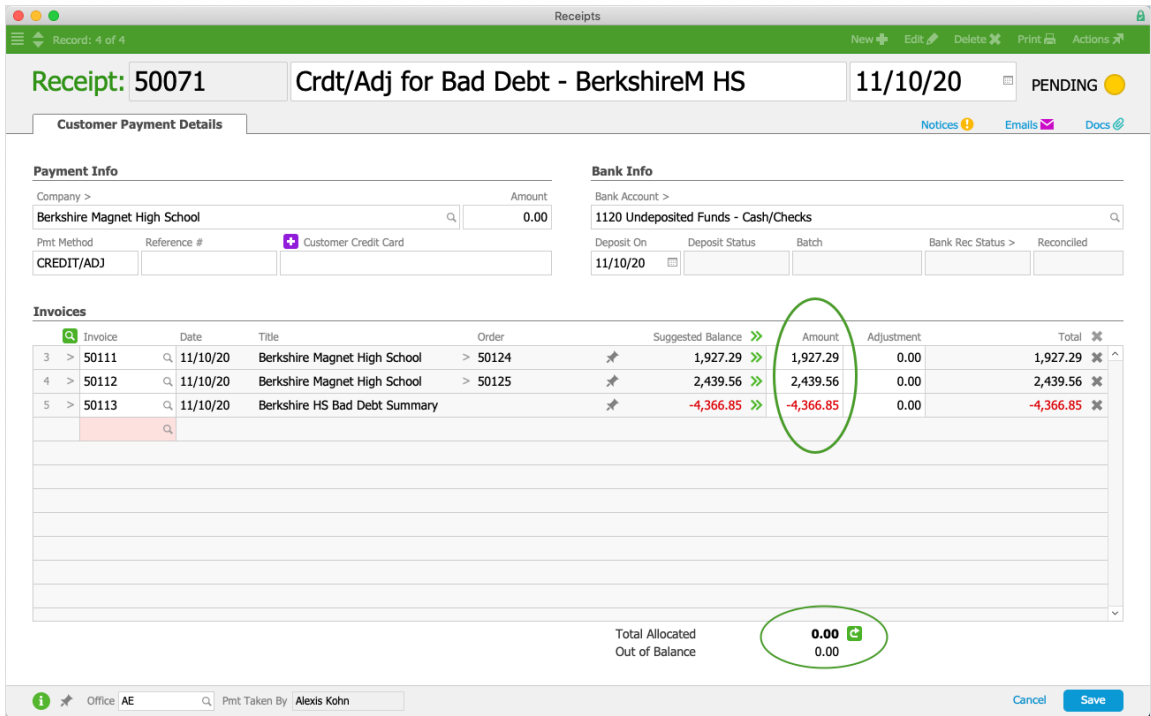 Receipts
Record: 4 of 4 New Edit Delete Print Actions
Receipt: 50071 Crdt/Adj for Bad Debt - BerkshireM HS 11/10/20 PENDING
Customer Payment Details Notices Emails Docs
Payment Info Bank Info
Company > Amount Bank Account >
Berkshire Magnet High School 0.00 1120 Undeposited Funds - Cash/Checks
Pmt Method Reference # Customer Credit Card Deposit On Deposit Status Batch Bank Rec Status > Reconciled
CREDIT/ADJ 11/10/20
Invoices
Invoice Date Title Order Suggested Balance Amount Adjustment Total
3 > 50111 11/10/20 Berkshire Magnet High School > 50124 1,927.29 1,927.29 0.00 1,927.29
4 > 50112 11/10/20 Berkshire Magnet High School > 50125 2,439.56 2,439.56 0.00 2,439.56
5 > 50113 11/10/20 Berkshire HS Bad Debt Summary -4,366.85 -4,366.85 0.00 -4,366.85
Total Allocated 0.00
Out of Balance 0.00
Office AE Pmt Taken By Alexis Kohn Cancel Save